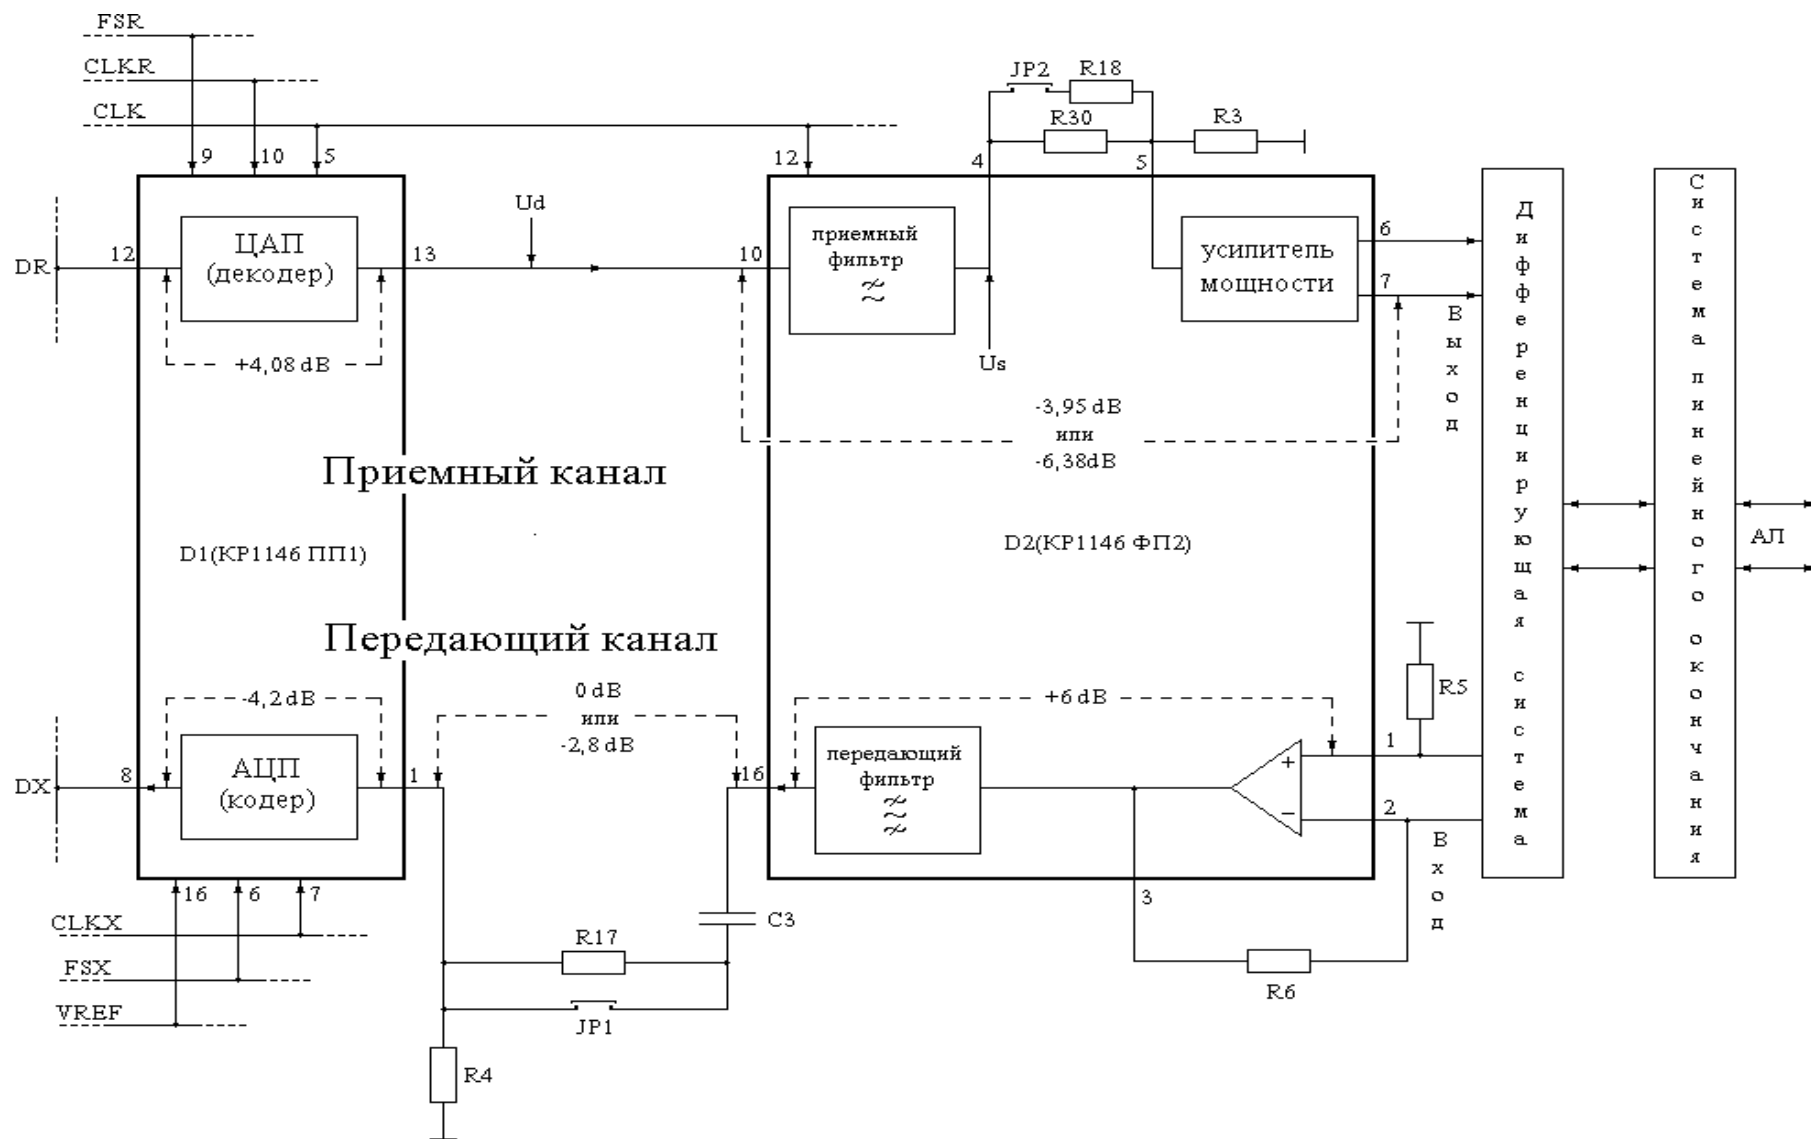 FSR
CLKR
CLK
9
10
5
12
4
5
JP2
R18
R30
R3
DR
12
ЦАП
(декодер)
13
Ud
10
приемный
фильтр
Us
усипитель
мощности
6
7
Выход
+4,08 dB
-3,95 dB
или
-6,38dB
Приемный канал
D1(КР1146 ПП1)
D2(КР1146 ФП2)
Передающий канал
Дифференцирующая система
Система пинейного окончания
АЛ
-4,2 dB
0 dB
или
-2,8 dB
+6 dB
R5
DX
8
АЦП
(кодер)
1
16
передающий
фильтр
+
−
1
2
Вход
3
16
6
7
CLKX
FSX
VREF
R17
C3
JP1
R4
R6